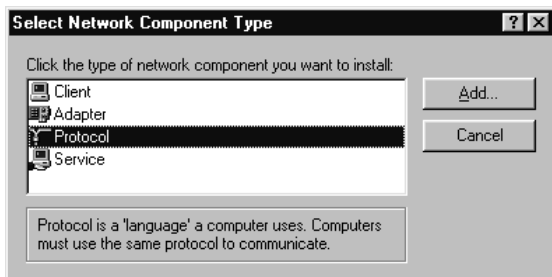 Select Network Component Type
Click the type of network component you want to install:
Client
Adapter
Protocol
Service
Add...
Cancel
Protocol is a 'language' a computer uses. Computers
must use the same protocol to communicate.